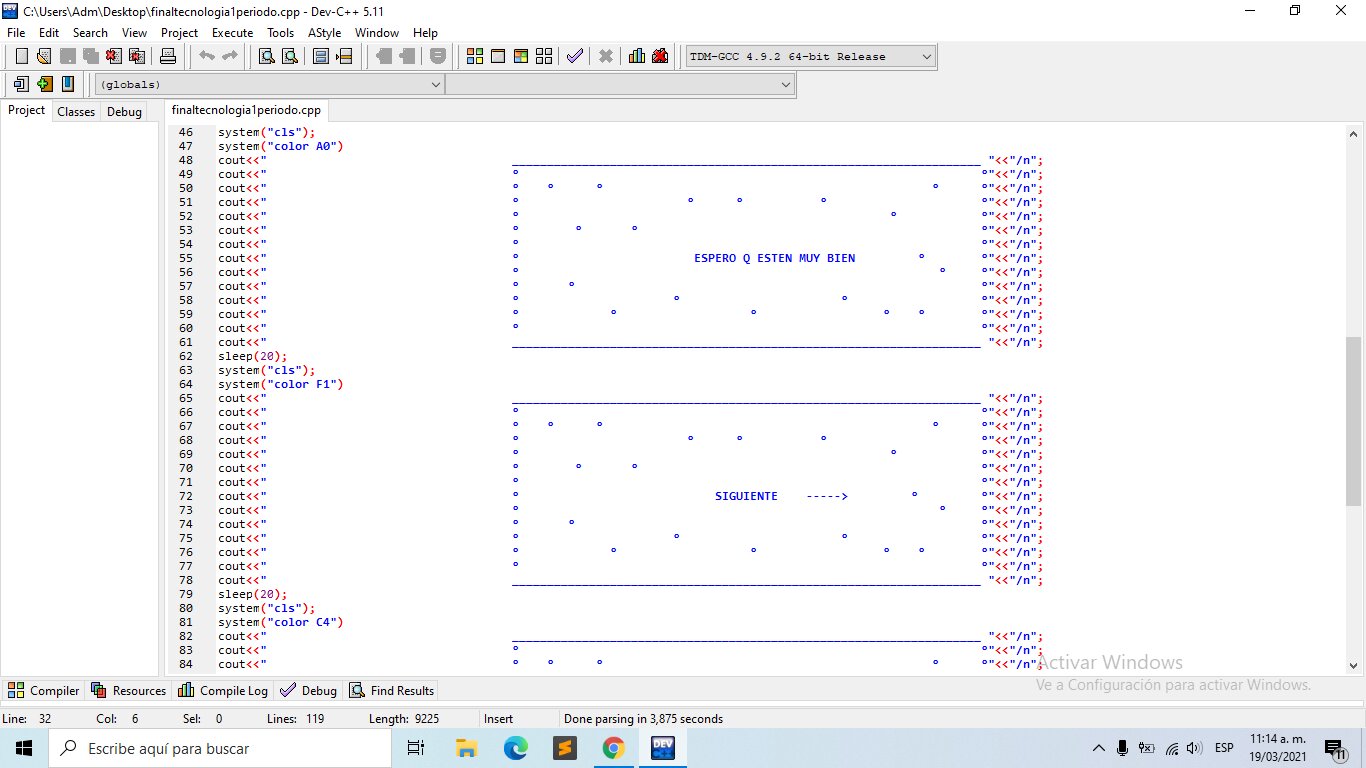 C:\Users\Adm\Desktop\finaltecnologia1periodo.cpp - Dev-C++ 5.11
File Edit Search View Project Execute Tools AStyle Window Help
TDM-GCC 4.9.2 64-bit Release
(globals)
Project Classes Debug finaltecnologia1periodo.cpp
46 system("cls");
47 system("color A0")
48 cout<<" ___________________________________________________________________ "<<"/n";
49 cout<<" ° °"<<"/n";
50 cout<<" ° ° ° ° °"<<"/n";
51 cout<<" ° ° ° ° °"<<"/n";
52 cout<<" ° ° °"<<"/n";
53 cout<<" ° ° ° °"<<"/n";
54 cout<<" ° °"<<"/n";
55 cout<<" ° ESPERO Q ESTEN MUY BIEN ° °"<<"/n";
56 cout<<" ° ° °"<<"/n";
57 cout<<" ° ° °"<<"/n";
58 cout<<" ° ° ° °"<<"/n";
59 cout<<" ° ° ° ° ° °"<<"/n";
60 cout<<" ° °"<<"/n";
61 cout<<" ___________________________________________________________________ "<<"/n";
62 sleep(20);
63 system("cls");
64 system("color F1")
65 cout<<" ___________________________________________________________________ "<<"/n";
66 cout<<" ° °"<<"/n";
67 cout<<" ° ° ° ° °"<<"/n";
68 cout<<" ° ° ° ° °"<<"/n";
69 cout<<" ° ° °"<<"/n";
70 cout<<" ° ° ° °"<<"/n";
71 cout<<" ° °"<<"/n";
72 cout<<" ° SIGUIENTE -----> ° °"<<"/n";
73 cout<<" ° ° °"<<"/n";
74 cout<<" ° ° °"<<"/n";
75 cout<<" ° ° ° °"<<"/n";
76 cout<<" ° ° ° ° ° °"<<"/n";
77 cout<<" ° °"<<"/n";
78 cout<<" ___________________________________________________________________ "<<"/n";
79 sleep(20);
80 system("cls");
81 system("color C4")
82 cout<<" ___________________________________________________________________ "<<"/n";
83 cout<<" ° °"<<"/n";
84 cout<<" ° ° ° ° °"<<"/n";
Activar Windows
Ve a Configuración para activar Windows.
Compiler Resources Compile Log Debug Find Results
Line: 32 Col: 6 Sel: 0 Lines: 119 Length: 9225 Insert Done parsing in 3,875 seconds
Escribe aquí para buscar
DEV
ESP
11:14 a. m.
19/03/2021
11